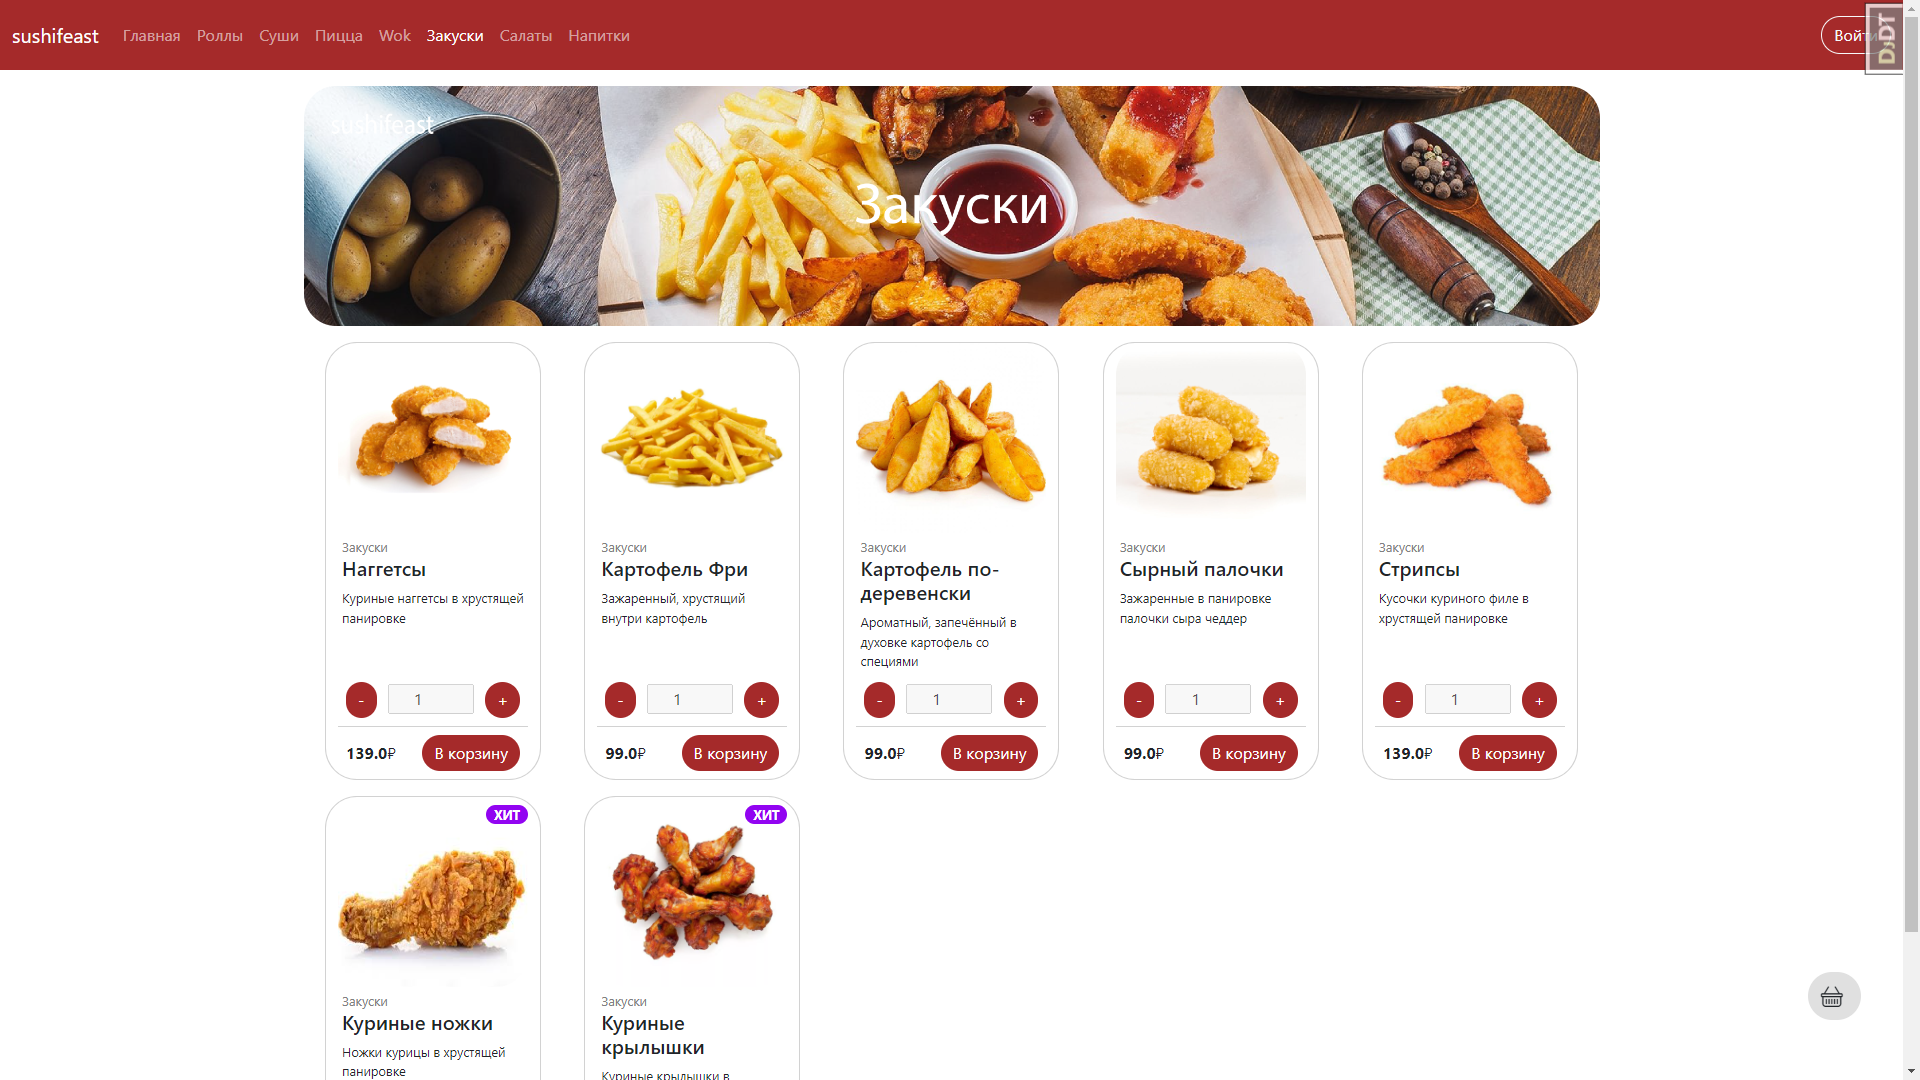 sushifeast Главная Роллы Суши Пицца Wok Закуски Салаты Напитки Войти
DjDT
sushifeast
Закуски
Закуски
Наггетсы
Куриные наггетсы в хрустящей
панировке
- 1 +
139.0₽ В корзину
Закуски
Картофель Фри
Зажаренный, хрустящий
внутри картофель
- 1 +
99.0₽ В корзину
Закуски
Картофель по-
деревенски
Ароматный, запечённый в
духовке картофель со
специями
- 1 +
99.0₽ В корзину
Закуски
Сырный палочки
Зажаренные в панировке
палочки сыра чеддер
- 1 +
99.0₽ В корзину
Закуски
Стрипсы
Кусочки куриного филе в
хрустящей панировке
- 1 +
139.0₽ В корзину
ХИТ
Закуски
Куриные ножки
Ножки курицы в хрустящей
панировке
ХИТ
Закуски
Куриные
крылышки
Куриные крылышки в